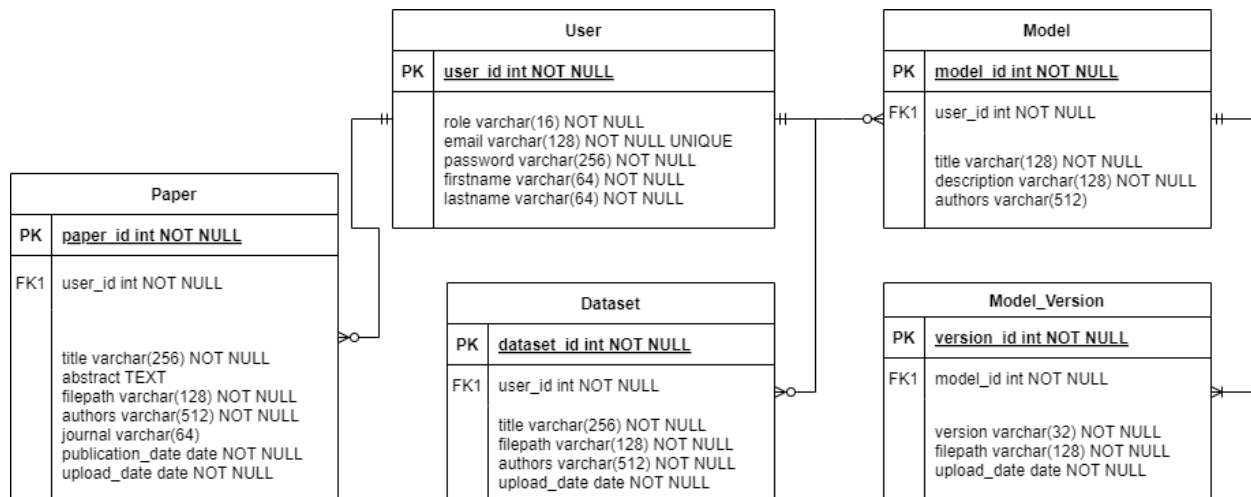 User
PK user_id int NOT NULL
role varchar(16) NOT NULL
email varchar(128) NOT NULL UNIQUE
password varchar(256) NOT NULL
firstname varchar(64) NOT NULL
lastname varchar(64) NOT NULL
Model
PK model_id int NOT NULL
FK1 user_id int NOT NULL
title varchar(128) NOT NULL
description varchar(128) NOT NULL
authors varchar(512)
Paper
PK paper_id int NOT NULL
FK1 user_id int NOT NULL
title varchar(256) NOT NULL
abstract TEXT
filepath varchar(128) NOT NULL
authors varchar(512) NOT NULL
journal varchar(64)
publication_date date NOT NULL
upload_date date NOT NULL
Dataset
PK dataset_id int NOT NULL
FK1 user_id int NOT NULL
title varchar(256) NOT NULL
filepath varchar(128) NOT NULL
authors varchar(512) NOT NULL
upload_date date NOT NULL
Model_Version
PK version_id int NOT NULL
FK1 model_id int NOT NULL
version varchar(32) NOT NULL
filepath varchar(128) NOT NULL
upload_date date NOT NULL